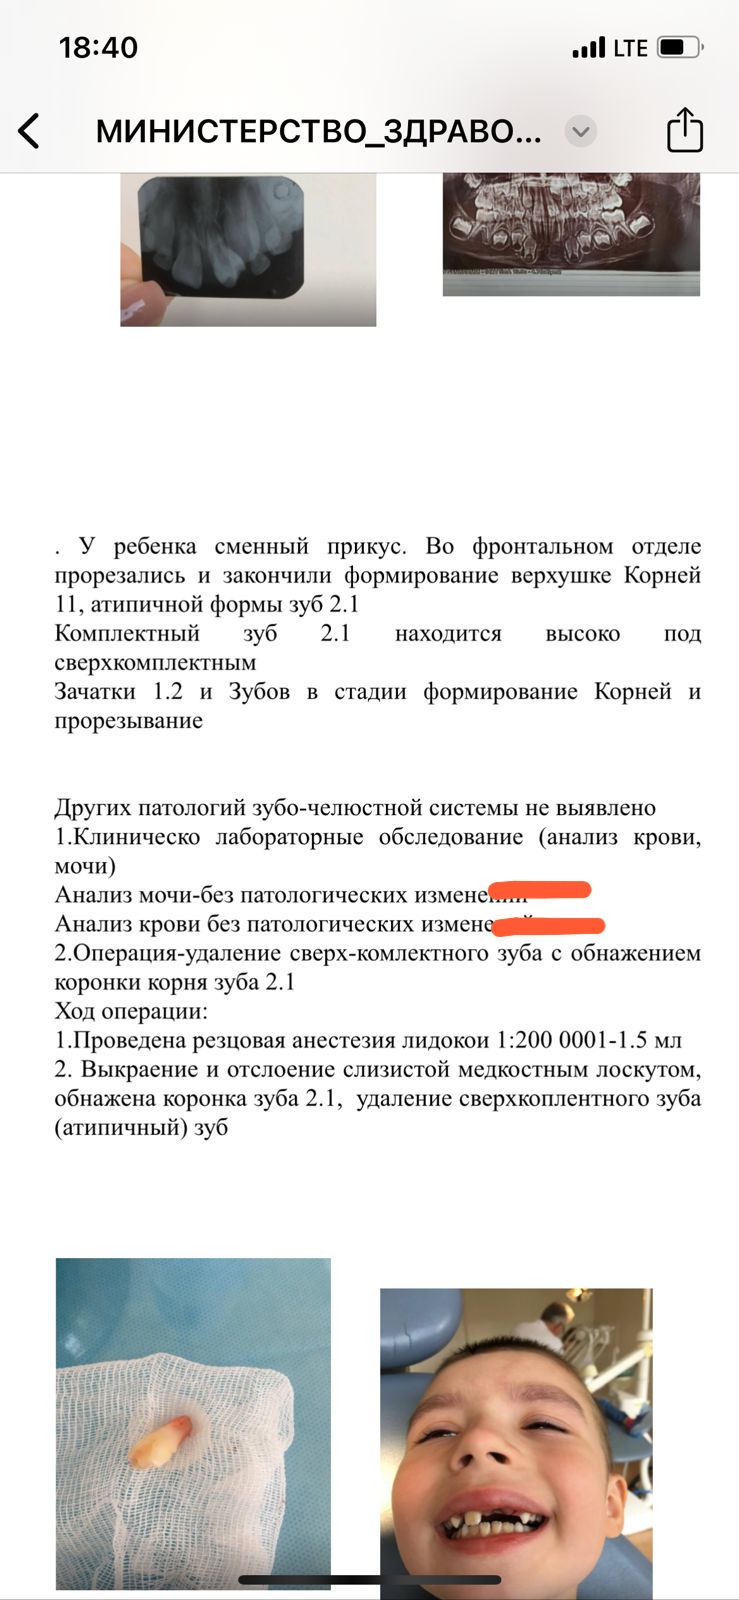 18:40
LTE
МИНИСТЕРСТВО_ЗДРАВО...
. У ребенка сменный прикус. Во фронтальном отделе
прорезались и закончили формирование верхушке Корней
11, атипичной формы зуб 2.1
Комплектный зуб 2.1 находится высоко под
сверхкомплектным
Зачатки 1.2 и Зубов в стадии формирование Корней и
прорезывание
Других патологий зубо-челюстной системы не выявлено
1.Клиническо лабораторные обследование (анализ крови,
мочи)
Анализ мочи-без патологических
Анализ крови без патологических
2.Операция-удаление сверх-комлектного зуба с обнажением
коронки корня зуба 2.1
Ход операции:
1.Проведена резцовая анестезия лидокои 1:200 0001-1.5 мл
2. Выкраение и отслоение слизистой медкостным лоскутом,
обнажена коронка зуба 2.1, удаление сверхкоплентного зуба
(атипичный) зуб